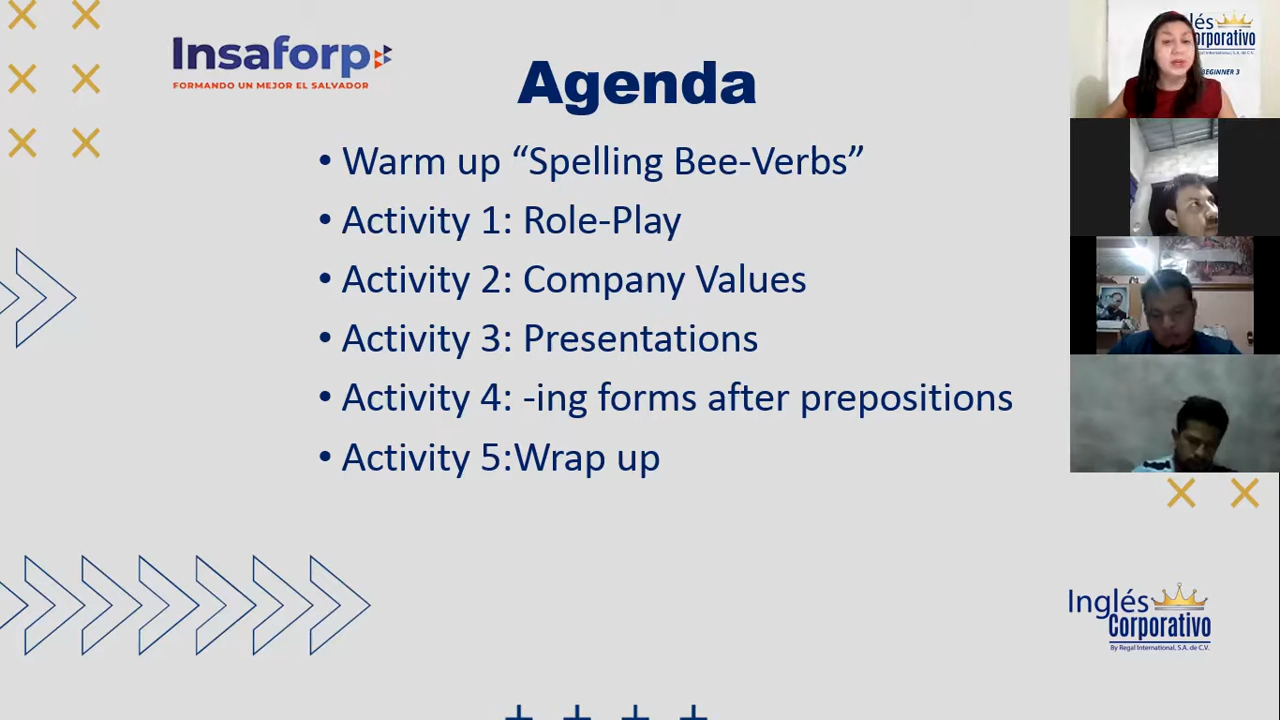 Insaforp
FORMANDO UN MEJOR EL SALVADOR
Agenda
• Warm up “Spelling Bee-Verbs”
• Activity 1: Role-Play
• Activity 2: Company Values
• Activity 3: Presentations
• Activity 4: -ing forms after prepositions
• Activity 5:Wrap up
Inglés
Corporativo
By Regal International, S.A. de C.V.
BEGINNER 3